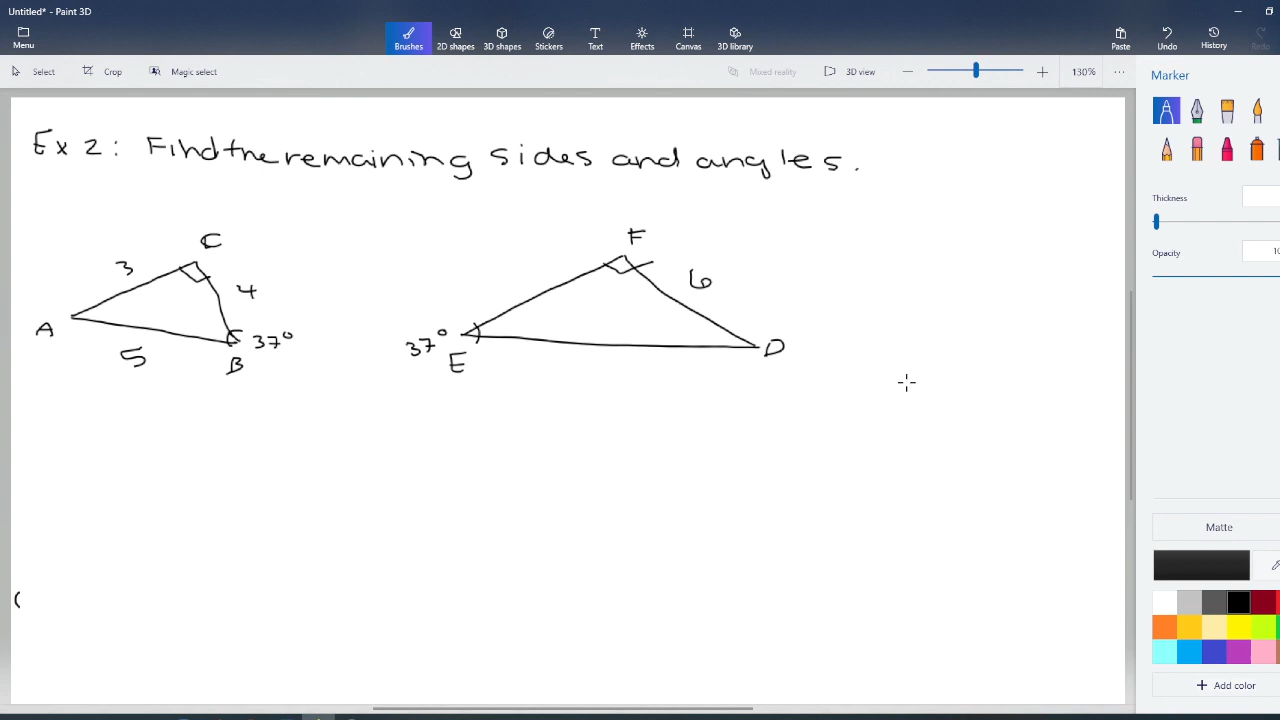 Untitled* - Paint 3D
Menu
Brushes
2D shapes
3D shapes
Stickers
Text
Effects
Canvas
3D library
Paste
Undo
History
Redo
Select
Crop
Magic select
Mixed reality
3D view
130%
Marker
Ex 2: Find the remaining sides and angles.
C
3
4
A
5
37°
B
F
6
37°
E
D
Thickness
Opacity
10
Matte
Add color